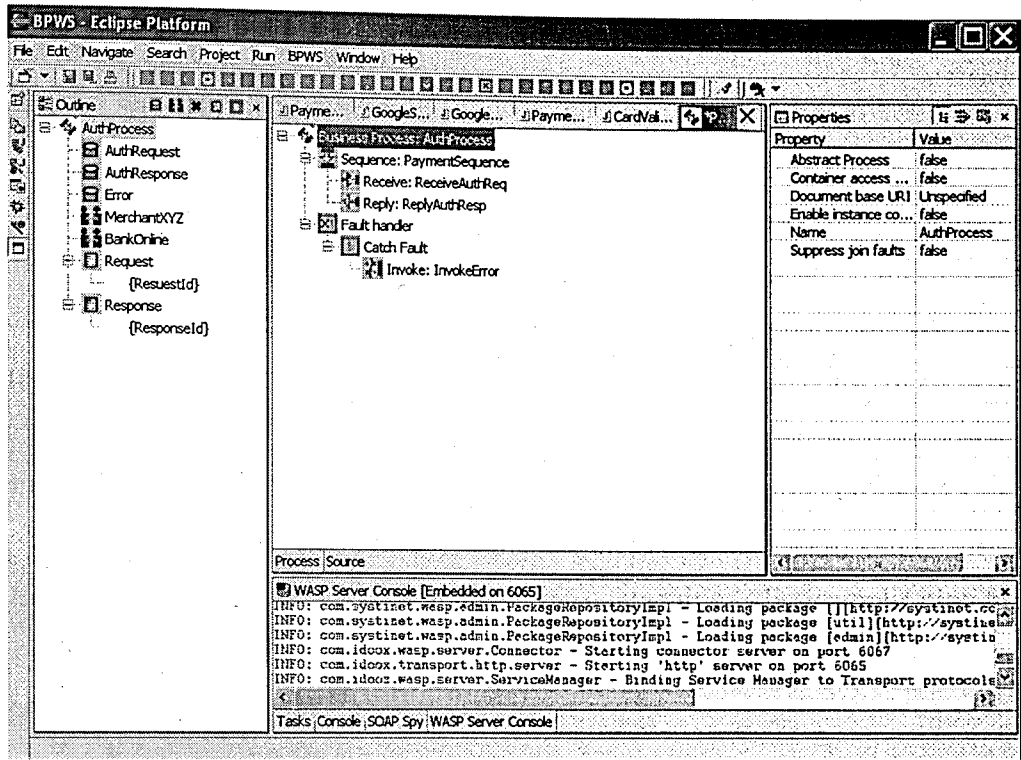 BPWS - Eclipse Platform
File Edit Navigate Search Project Run BPWS Window Help
Outline
AuthProcess
AuthRequest
AuthResponse
Error
MerchantXYZ
BankOnline
Request
{ResuestId}
Response
{ResponseId}
Payme... GoogleS... Google... Payme... CardVali...
Business Process: AuthProcess
Sequence: PaymentSequence
Receive: ReceiveAuthReq
Reply: ReplyAuthResp
Fault handler
Catch Fault
Invoke: InvokeError
Process Source
Properties
Property Value
Abstract Process false
Container access ... false
Document base URI Unspecified
Enable instance co... false
Name AuthProcess
Suppress join faults false
WASP Server Console [Embedded on 6065]
INFO: com.systinet.wasp.admin.PackageRepositoryImpl - Loading package [][http://systinet.co
INFO: com.systinet.wasp.admin.PackageRepositoryImpl - Loading package [util][http://systine
INFO: com.systinet.wasp.admin.PackageRepositoryImpl - Loading package [admin][http://systin
INFO: com.idoox.wasp.server.Connector - Starting connector server on port 6067
INFO: com.idoox.transport.http.server - Starting 'http' server on port 6065
INFO: com.idoox.wasp.server.ServiceManager - Binding Service Manager to Transport protocols
Tasks Console SOAP Spy WASP Server Console